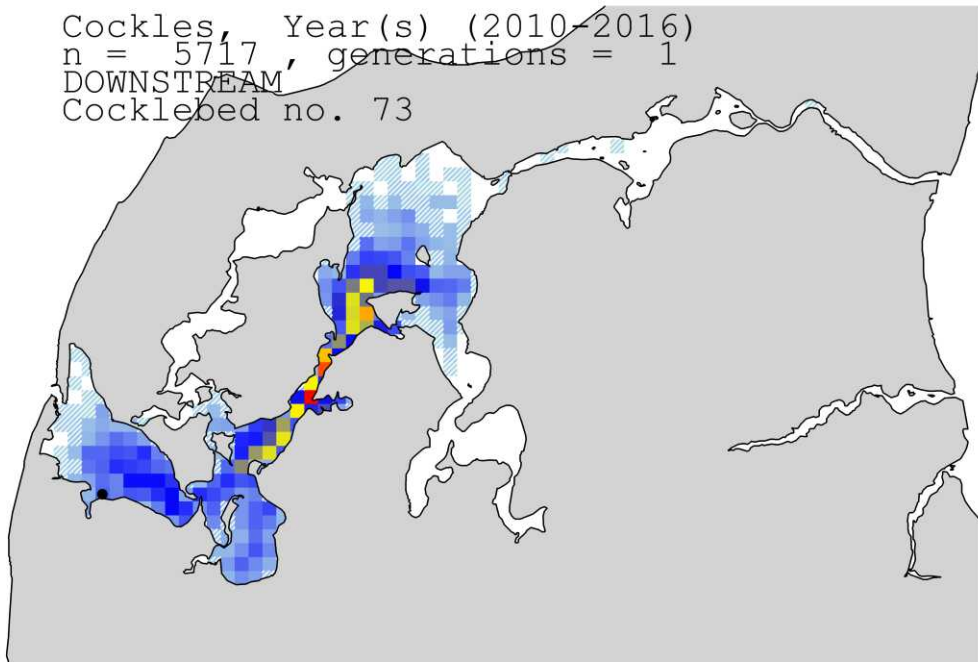 Cockles, Year(s) (2010-2016)
n = 5717 , generations = 1
DOWNSTREAM
Cocklebed no. 73